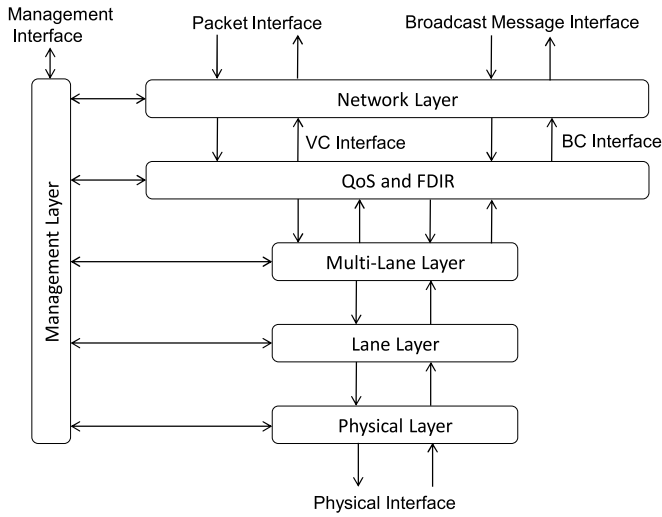 Management
Interface
Packet Interface
Broadcast Message Interface
Network Layer
VC Interface
BC Interface
QoS and FDIR
Management Layer
Multi-Lane Layer
Lane Layer
Physical Layer
Physical Interface